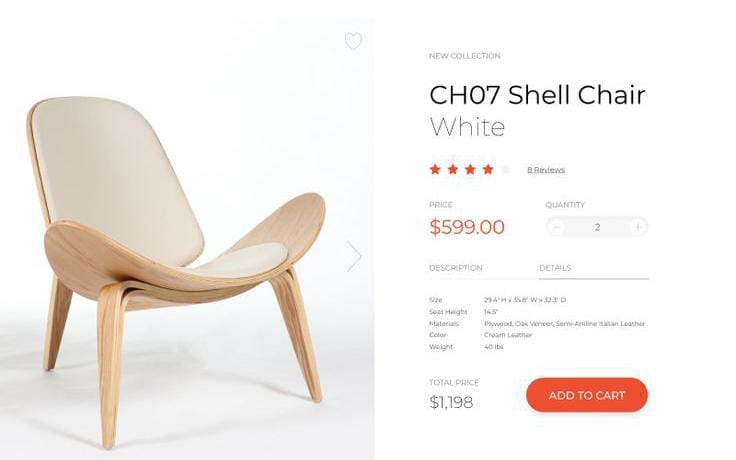 NEW COLLECTION
CH07 Shell Chair
White
8 Reviews
PRICE
QUANTITY
$599.00
− 2 +
DESCRIPTION
DETAILS
Size 29.4" H x 35.8" W x 32.3" D
Seat Height 14.5"
Materials Plywood, Oak Veneer, Semi-Aniline Italian Leather
Color Cream Leather
Weight 40 lbs
TOTAL PRICE
$1,198
ADD TO CART